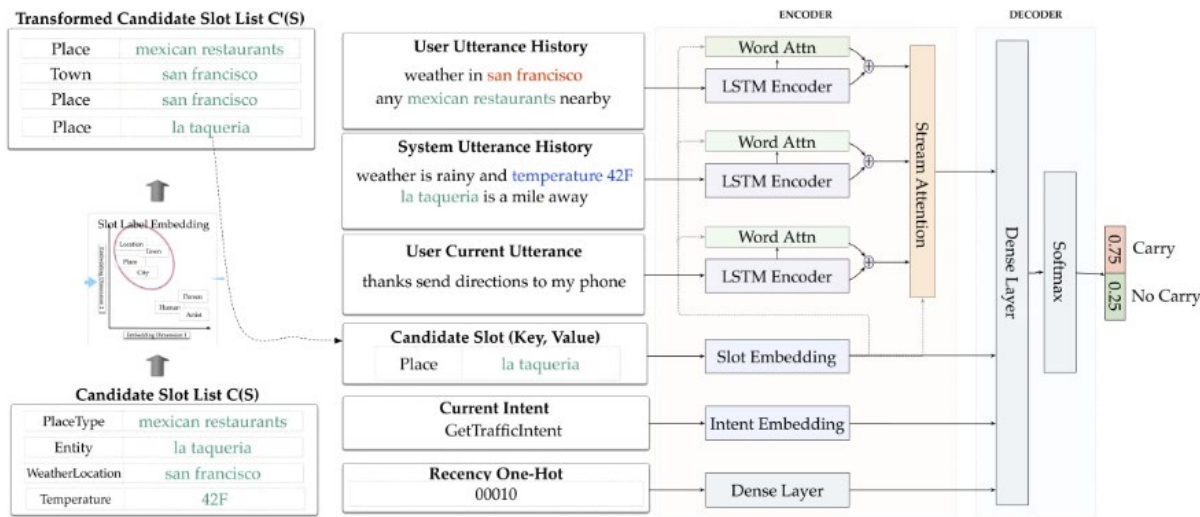 Transformed Candidate Slot List C'(S)
Place mexican restaurants
Town san francisco
Place san francisco
Place la taqueria
Slot Label Embedding
Location
Town
Place
City
Person
Human
Artist
Embedding Dimension 2
Embedding Dimension 1
Candidate Slot List C(S)
PlaceType mexican restaurants
Entity la taqueria
WeatherLocation san francisco
Temperature 42F
User Utterance History
weather in san francisco
any mexican restaurants nearby
System Utterance History
weather is rainy and temperature 42F
la taqueria is a mile away
User Current Utterance
thanks send directions to my phone
Candidate Slot (Key, Value)
Place la taqueria
Current Intent
GetTrafficIntent
Recency One-Hot
00010
ENCODER
Word Attn
LSTM Encoder
Word Attn
LSTM Encoder
Word Attn
LSTM Encoder
Slot Embedding
Intent Embedding
Dense Layer
Stream Attention
DECODER
Dense Layer
Softmax
0.75 Carry
0.25 No Carry